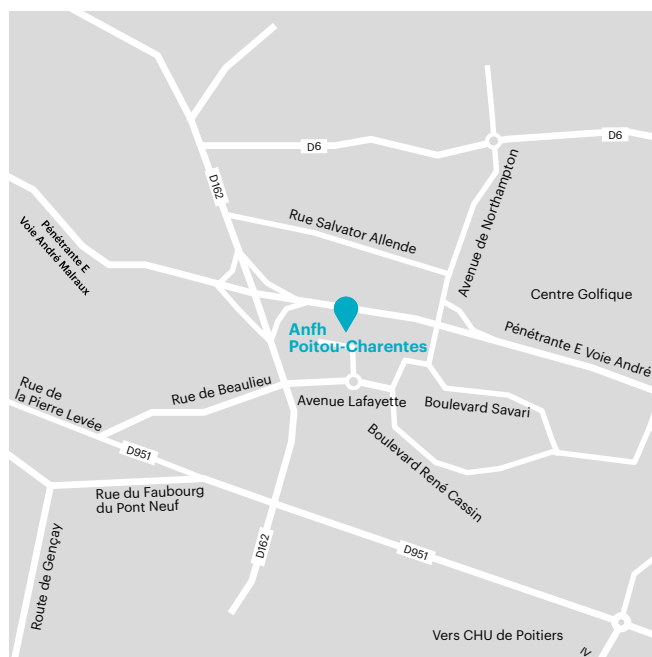 D6
D6
D162
Rue Salvator Allende
Avenue de Northampton
Pénétrante E
Voie André Malraux
Centre Golfique
Anfh
Poitou-Charentes
Pénétrante E Voie André
Rue de
la Pierre Levée
Rue de Beaulieu
Avenue Lafayette
Boulevard Savari
D951
Boulevard René Cassin
Rue du Faubourg
du Pont Neuf
Route de Gençay
D162
D951
Vers CHU de Poitiers
IV